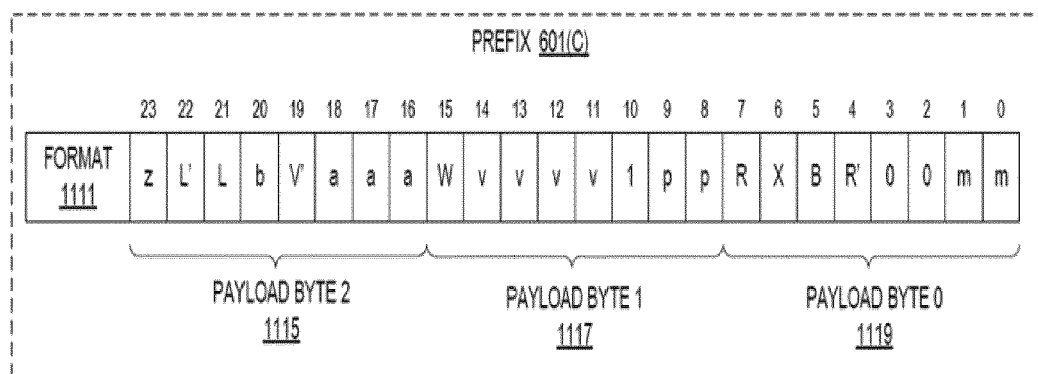 PREFIX 601(C)
23 22 21 20 19 18 17 16 15 14 13 12 11 10 9 8 7 6 5 4 3 2 1 0
FORMAT
1111
z L' L b V' a a a W v v v v 1 p p R X B R' 0 0 m m
PAYLOAD BYTE 2 PAYLOAD BYTE 1 PAYLOAD BYTE 0
1115 1117 1119